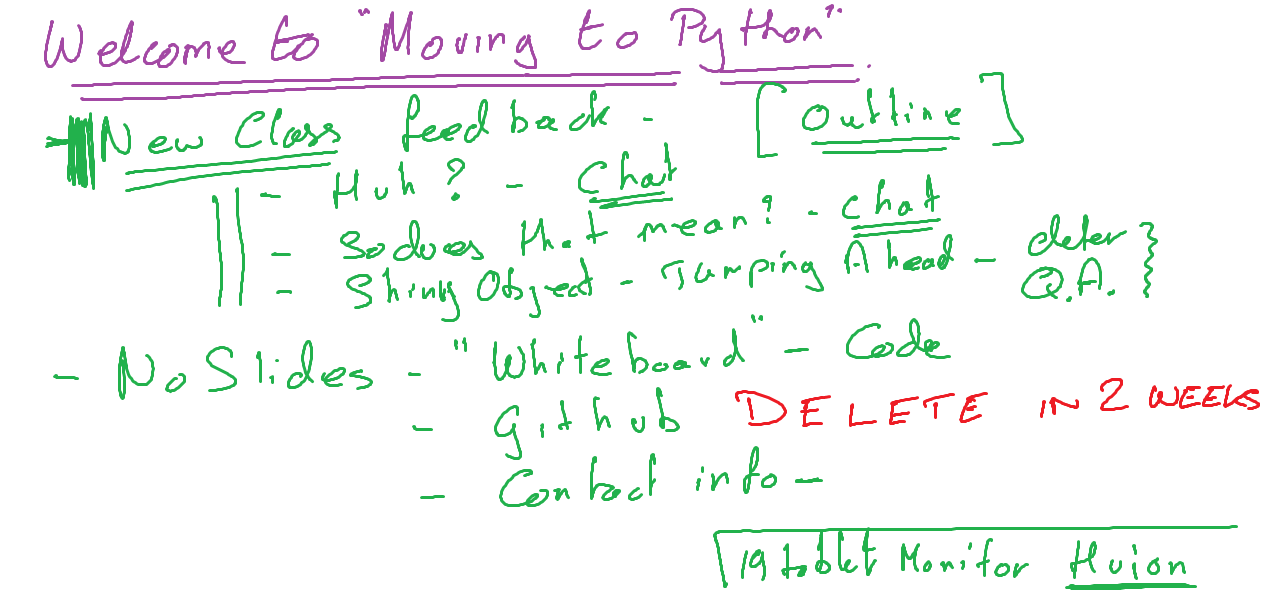 Welcome to "Moving to Python".
- New Class feedback - [Outline]
- Huh? - Chat
- So does that mean? - chat
- Shiny Object - Jumping Ahead - defer Q.A.
- No Slides - "Whiteboard" - Code
- Github DELETE IN 2 WEEKS
- Contact info -
19 tablet Monitor Huion